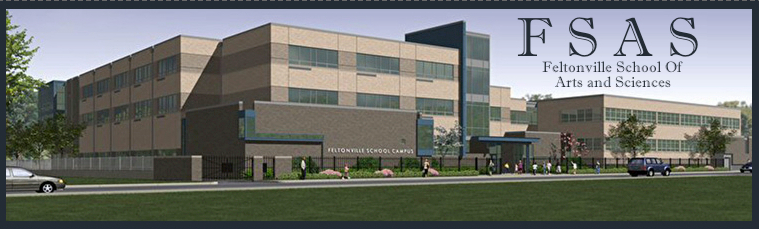 FSAS
Feltonville School Of
Arts and Sciences
FELTONVILLE SCHOOL CAMPUS